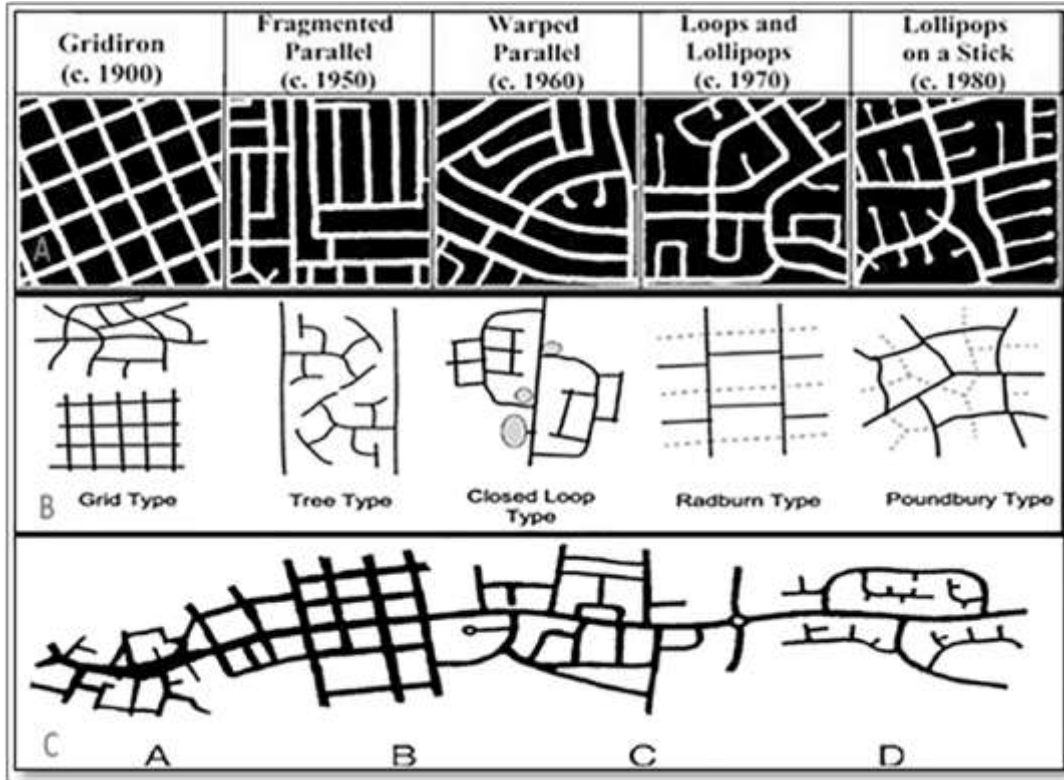 Gridiron
(c. 1900)
Fragmented
Parallel
(c. 1950)
Warped
Parallel
(c. 1960)
Loops and
Lollipops
(c. 1970)
Lollipops
on a Stick
(c. 1980)
A
Grid Type
Tree Type
Closed Loop
Type
Radburn Type
Poundbury Type
B
A
B
C
D
C